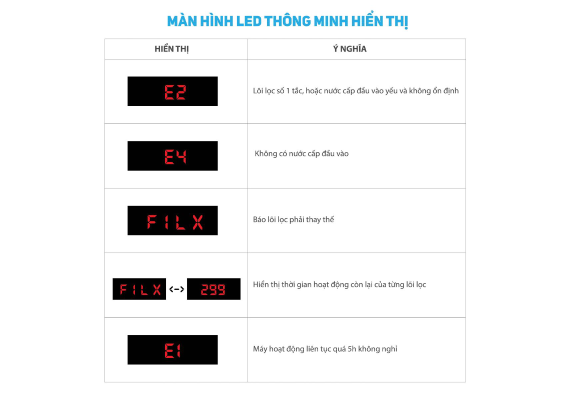 MÀN HÌNH LED THÔNG MINH HIỂN THỊ
HIỂN THỊ Ý NGHĨA
E2 Lõi lọc số 1 tắc, hoặc nước cấp đầu vào yếu và không ổn định
E4 Không có nước cấp đầu vào
F1LX Báo lõi lọc phải thay thế
F1LX <-> 299 Hiển thị thời gian hoạt động còn lại của từng lõi lọc
E1 Máy hoạt động liên tục quá 5h không nghỉ